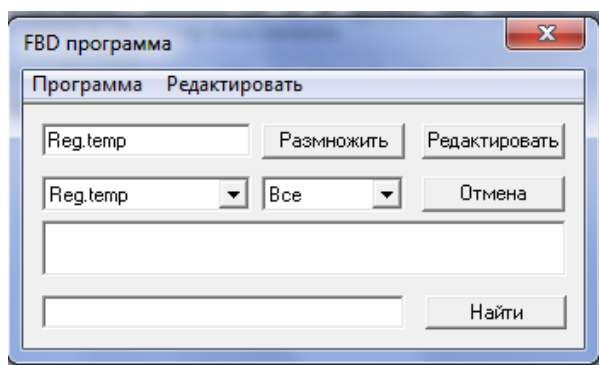 FBD программа
Программа Редактировать
Reg.temp Размножить Редактировать
Reg.temp Все Отмена
Найти